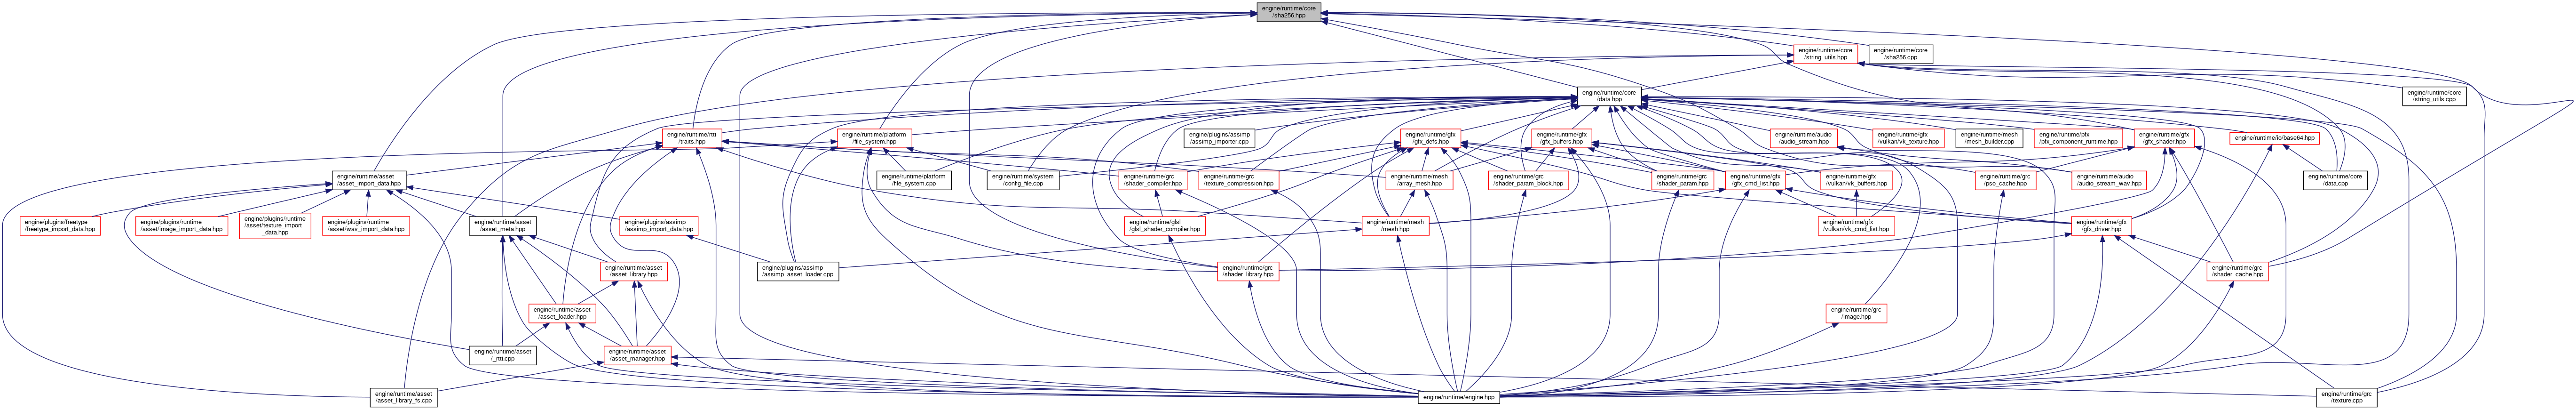 engine/runtime/core
/sha256.hpp
engine/runtime/core
/string_utils.hpp
engine/runtime/core
/sha256.cpp
engine/runtime/core
/data.hpp
engine/runtime/core
/string_utils.cpp
engine/runtime/rtti
/traits.hpp
engine/runtime/platform
/file_system.hpp
engine/plugins/assimp
/assimp_importer.cpp
engine/runtime/gfx
/gfx_defs.hpp
engine/runtime/gfx
/gfx_buffers.hpp
engine/runtime/audio
/audio_stream.hpp
engine/runtime/gfx
/vulkan/vk_texture.hpp
engine/runtime/mesh
/mesh_builder.cpp
engine/runtime/pfx
/pfx_component_runtime.hpp
engine/runtime/gfx
/gfx_shader.hpp
engine/runtime/io/base64.hpp
engine/runtime/asset
/asset_import_data.hpp
engine/runtime/platform
/file_system.cpp
engine/runtime/system
/config_file.cpp
engine/runtime/grc
/shader_compiler.hpp
engine/runtime/grc
/texture_compression.hpp
engine/runtime/mesh
/array_mesh.hpp
engine/runtime/grc
/shader_param_block.hpp
engine/runtime/grc
/shader_param.hpp
engine/runtime/gfx
/gfx_cmd_list.hpp
engine/runtime/gfx
/vulkan/vk_buffers.hpp
engine/runtime/grc
/pso_cache.hpp
engine/runtime/audio
/audio_stream_wav.hpp
engine/runtime/core
/data.cpp
engine/plugins/freetype
/freetype_import_data.hpp
engine/plugins/runtime
/asset/image_import_data.hpp
engine/plugins/runtime
/asset/texture_import
_data.hpp
engine/plugins/runtime
/asset/wav_import_data.hpp
engine/runtime/asset
/asset_meta.hpp
engine/plugins/assimp
/assimp_import_data.hpp
engine/runtime/glsl
/glsl_shader_compiler.hpp
engine/runtime/mesh
/mesh.hpp
engine/runtime/gfx
/vulkan/vk_cmd_list.hpp
engine/runtime/gfx
/gfx_driver.hpp
engine/runtime/asset
/asset_library.hpp
engine/plugins/assimp
/assimp_asset_loader.cpp
engine/runtime/grc
/shader_library.hpp
engine/runtime/grc
/shader_cache.hpp
engine/runtime/asset
/asset_loader.hpp
engine/runtime/grc
/image.hpp
engine/runtime/asset
/_rtti.cpp
engine/runtime/asset
/asset_manager.hpp
engine/runtime/asset
/asset_library_fs.cpp
engine/runtime/engine.hpp
engine/runtime/grc
/texture.cpp